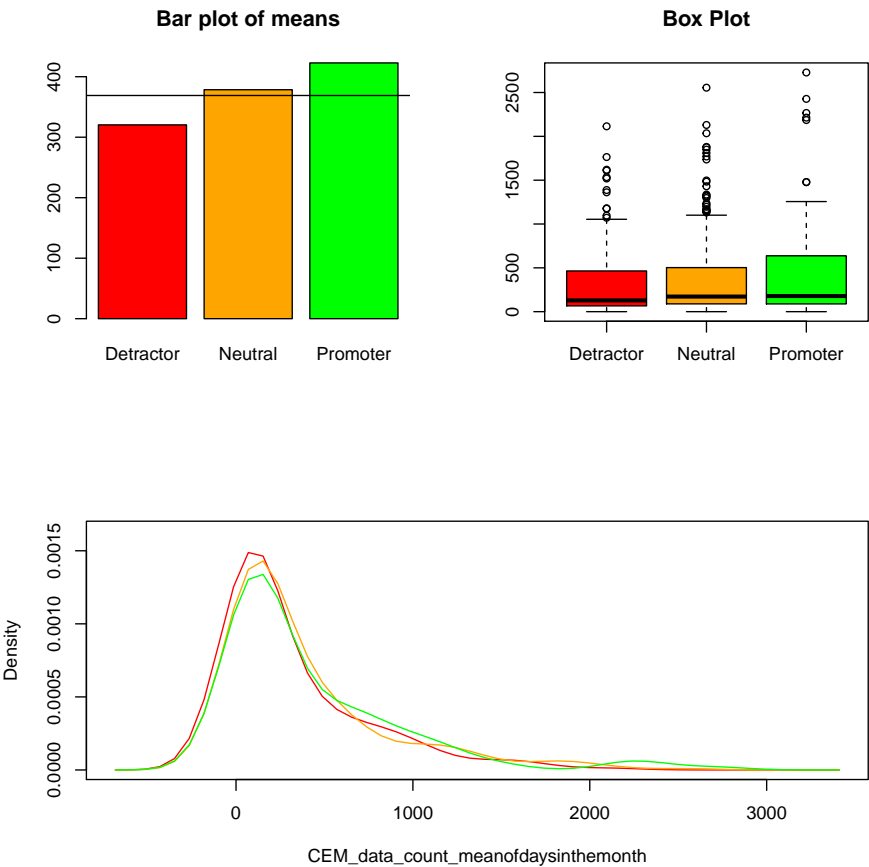 Bar plot of means
400
300
200
100
0
Detractor Neutral Promoter
Box Plot
2500
1500
500
0
Detractor Neutral Promoter
Density
0.0015
0.0010
0.0005
0.0000
0 1000 2000 3000
CEM_data_count_meanofdaysinthemonth